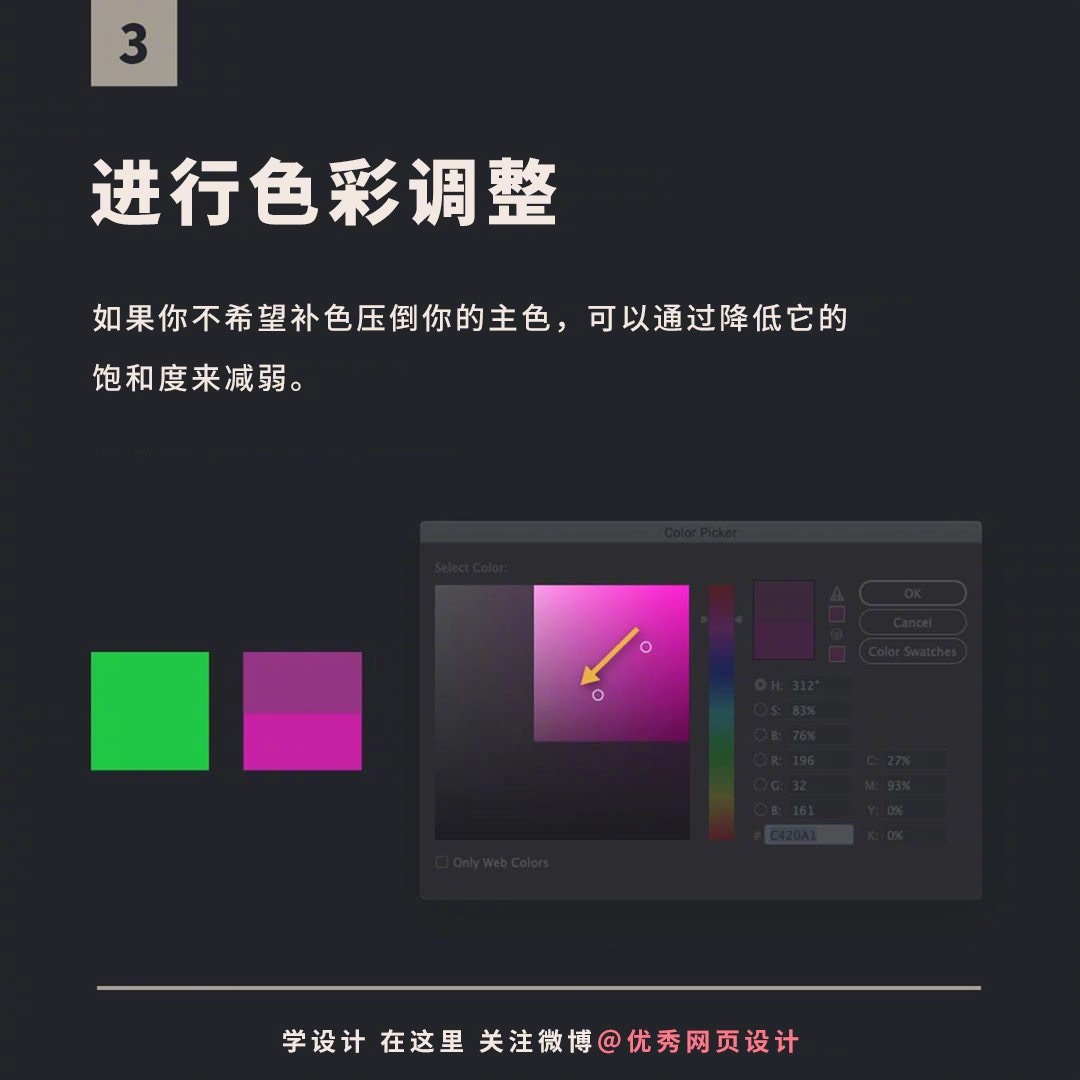 3
进行色彩调整
如果你不希望补色压倒你的主色，可以通过降低它的
饱和度来减弱。
Color Picker
Select Color:
OK
Cancel
Color Swatches
H: 312°
S: 83%
B: 76%
R: 196 C: 27%
G: 32 M: 93%
B: 161 Y: 0%
# C420A1 K: 0%
Only Web Colors
学设计 在这里 关注微博@优秀网页设计